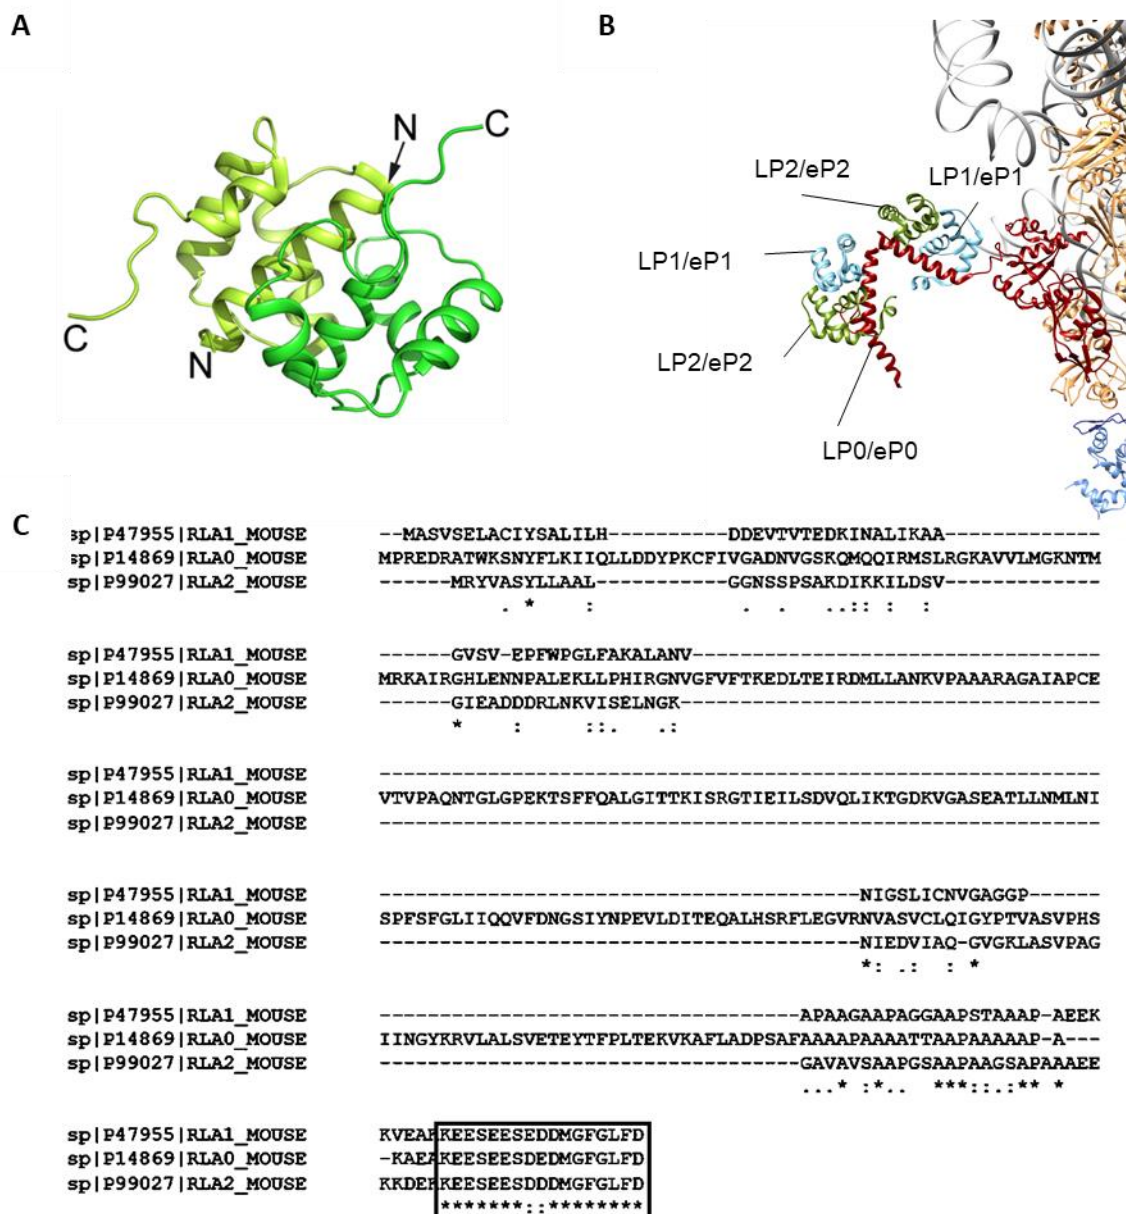 A
B
N
C
C
N
LP2/eP2
LP1/eP1
LP1/eP1
LP2/eP2
LP0/eP0
C
sp|P47955|RLA1_MOUSE --MASVSELACIYSALILH----------DDEVTVTEDKINALIKAA-------------
sp|P14869|RLA0_MOUSE MPREDRATWKSNYFLKIIQLLDDYPKCFIVGADNVGSKQMQQIRMSLRGKAVVLMGKNTM
sp|P99027|RLA2_MOUSE ------MRYVASYLLAAL-----------GGNSSPSAKDIKKILDSV-------------
. * : . . ..:: : :
sp|P47955|RLA1_MOUSE ------GVSV-EPFWPGLFAKALANV----------------------------------
sp|P14869|RLA0_MOUSE MRKAIRGHLENNPALEKLLPHIRGNVGFVFTKEDLTEIRDMLLANKVPAAARAGAIAPCE
sp|P99027|RLA2_MOUSE ------GIEADDDRLNKVISELNGK-----------------------------------
* : ::. .:
sp|P47955|RLA1_MOUSE ------------------------------------------------------------
sp|P14869|RLA0_MOUSE VTVPAQNTGLGPEKTSFFQALGITTKISRGTIEILSDVQLIKTGDKVGASEATLLNMLNI
sp|P99027|RLA2_MOUSE ------------------------------------------------------------
sp|P47955|RLA1_MOUSE ----------------------------------------NIGSLICNVGAGGP------
sp|P14869|RLA0_MOUSE SPFSFGLIIQQVFDNGSIYNPEVLDITEQALHSRFLEGVRNVASVCLQIGYPTVASVPHS
sp|P99027|RLA2_MOUSE ----------------------------------------NIEDVIAQ-GVGKLASVPAG
*: .: : *
sp|P47955|RLA1_MOUSE -----------------------------------APAAGAAPAGGAAPSTAAAP-AEEK
sp|P14869|RLA0_MOUSE IINGYKRVLALSVETEYTFPLTEKVKAFLADPSAFAAAAPAAAATTAAPAAAAAP-A---
sp|P99027|RLA2_MOUSE -----------------------------------GAVAVSAAPGSAAPAAGSAPAAAEE
...* :*.. ***::.:** *
sp|P47955|RLA1_MOUSE KVEAKKEESEESEDDMGFGLFD
sp|P14869|RLA0_MOUSE -KAEAKEESEESDEDMGFGLFD
sp|P99027|RLA2_MOUSE KKDEKKEESEESDDDMGFGLFD
*******::********